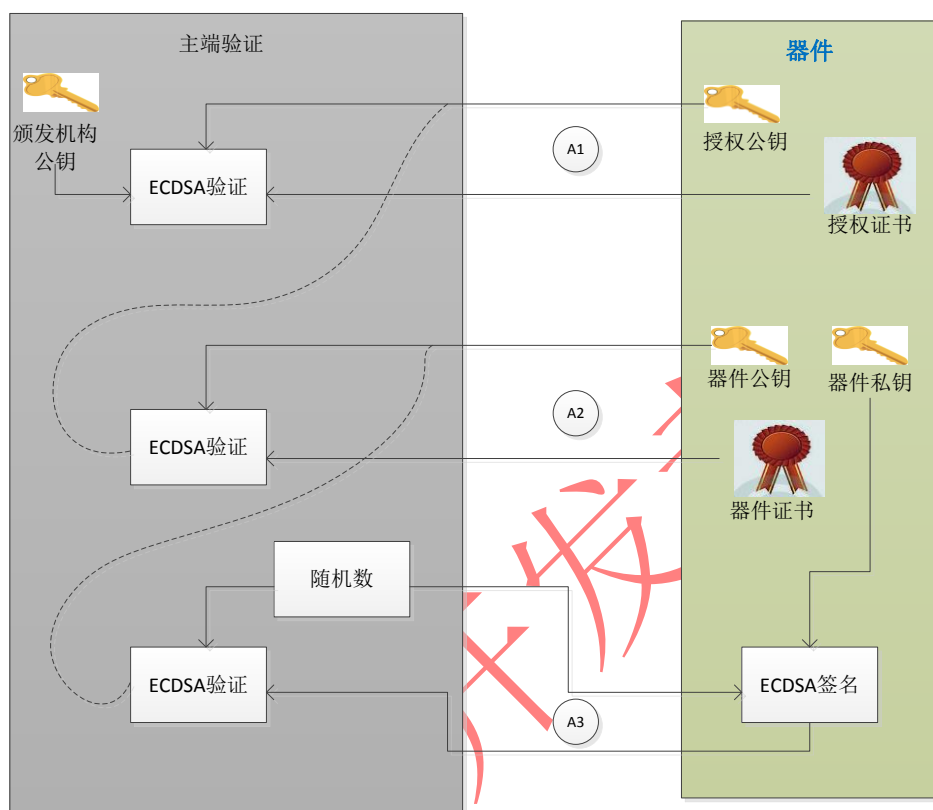 主端验证
器件
颁发机构
公钥
授权公钥
A1
ECDSA验证
授权证书
器件公钥
器件私钥
A2
ECDSA验证
器件证书
随机数
ECDSA验证
ECDSA签名
A3
开发